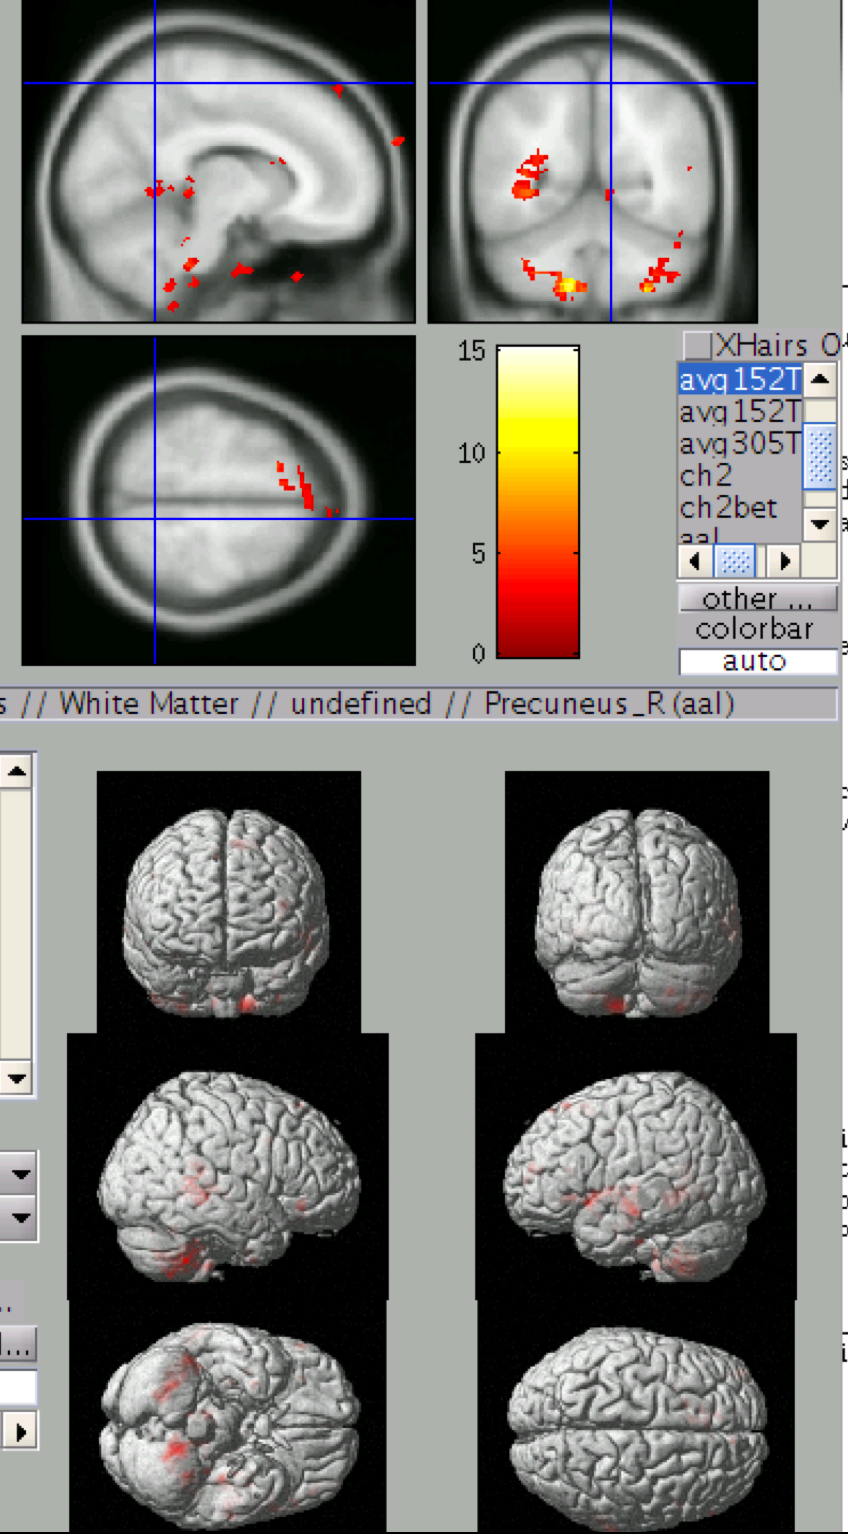 XHairs
15
avg152T
avg152T
avg305T
10
ch2
ch2bet
aal
5
other ...
colorbar
0
auto
s // White Matter // undefined // Precuneus_R (aal)